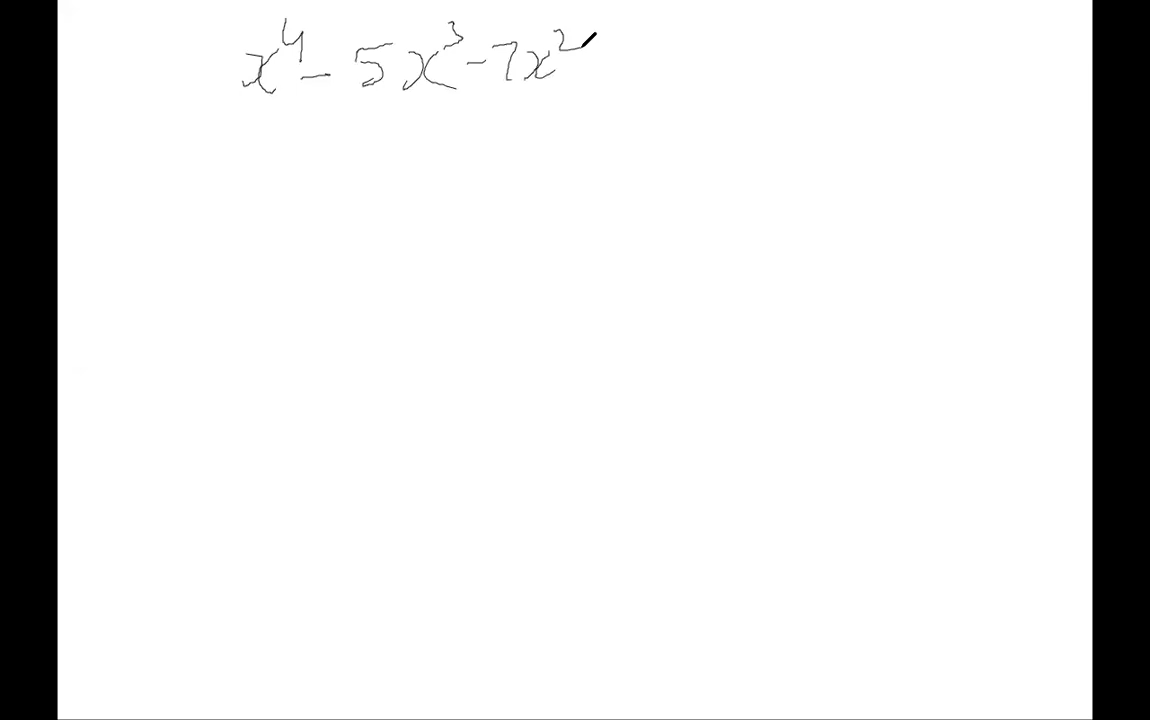 x⁴ - 5x³ - 7x²